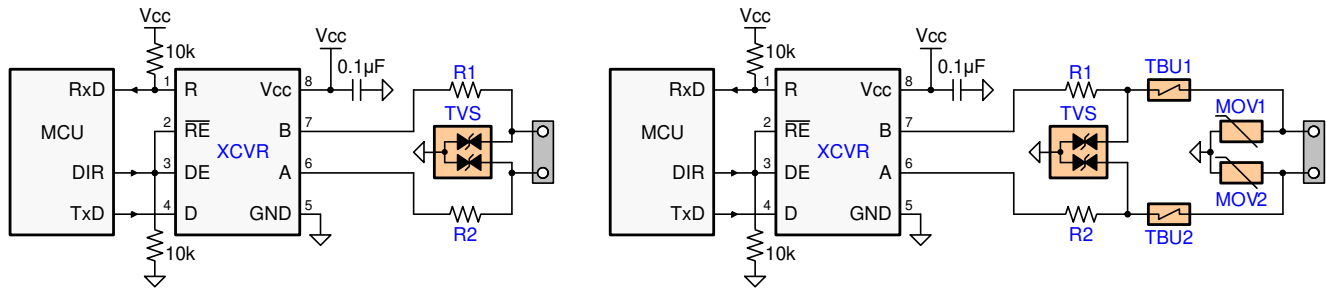 Vcc
10k
Vcc
0.1µF
R1
TVS
RxD
1
R
Vcc
8
MCU
2
RE
XCVR
B
7
DIR
3
DE
A
6
TxD
4
D
GND
5
R2
10k
Vcc
10k
Vcc
0.1µF
R1
TVS
TBU1
MOV1
RxD
1
R
Vcc
8
MCU
2
RE
XCVR
B
7
DIR
3
DE
A
6
TxD
4
D
GND
5
R2
MOV2
TBU2
10k